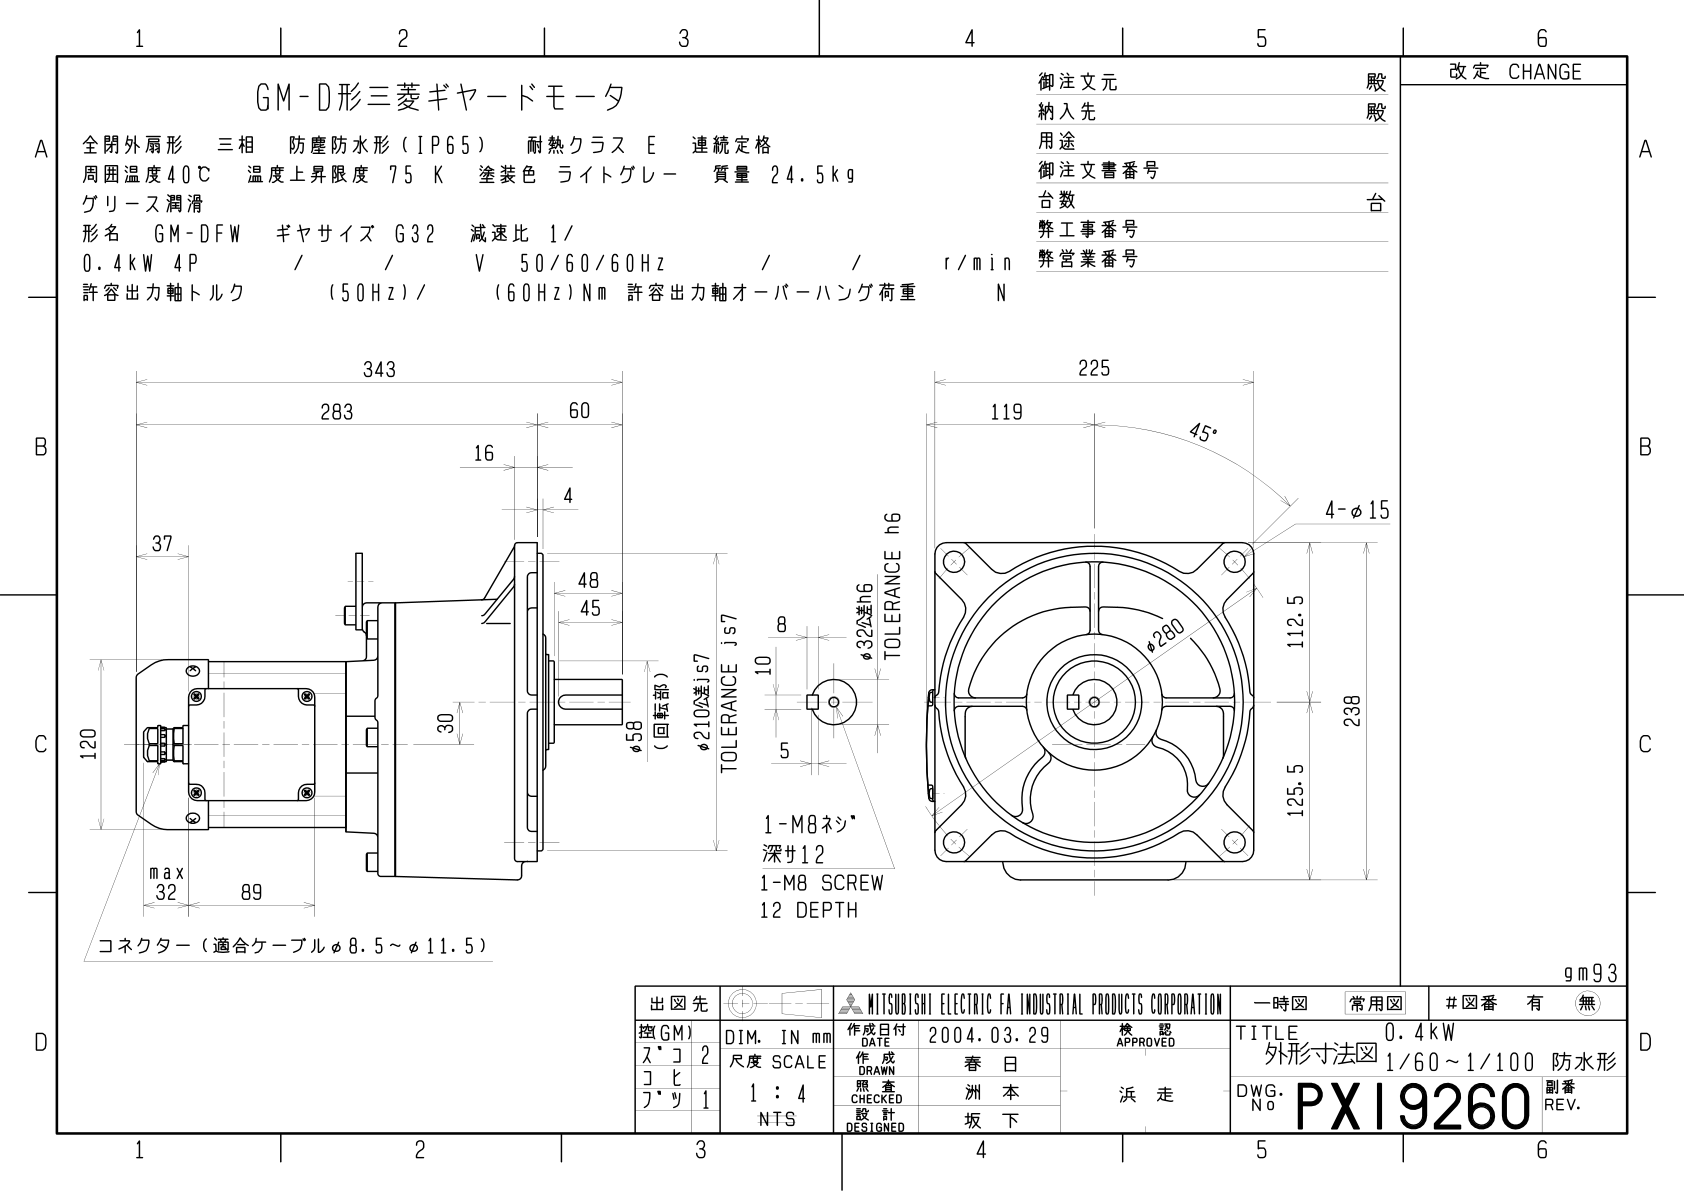 1 2 3 4 5 6
改定 CHANGE
GM-D形三菱ギヤードモータ
全閉外扇形 三相 防塵防水形(IP65) 耐熱クラス E 連続定格
周囲温度40℃ 温度上昇限度 75 K 塗装色 ライトグレー 質量 24.5kg
グリース潤滑
形名 GM-DFW ギヤサイズ G32 減速比 1/
0.4kW 4P / / V 50/60/60Hz / / r/min
許容出力軸トルク (50Hz)/ (60Hz)Nm 許容出力軸オーバーハング荷重 N
御注文元 殿
納入先 殿
用途
御注文書番号
台数 台
弊工事番号
弊営業番号
A A
B B
C C
D D
343
283
60
16
4
37
48
45
120
30
φ58
(回転部)
φ210公差js7
TOLERANCE js7
max
32
89
コネクター(適合ケーブルφ8.5~φ11.5)
8
10
5
φ32公差h6
TOLERANCE h6
1-M8ネジ
深サ12
1-M8 SCREW
12 DEPTH
225
119
45°
4-φ15
φ280
112.5
125.5
238
gm93
出図先
控(GM)
ズコ 2
コヒ
ブツ 1
DIM. IN mm
尺度 SCALE
1:4
NTS
MITSUBISHI ELECTRIC FA INDUSTRIAL PRODUCTS CORPORATION
作成日付 DATE 2004.03.29
作成 DRAWN 春日
照査 CHECKED 洲本
設計 DESIGNED 坂下
検認 APPROVED
浜走
一時図 常用図 #図番 有 無
TITLE 0.4kW
外形寸法図 1/60~1/100 防水形
DWG. No PX19260 副番 REV.
1 2 3 4 5 6